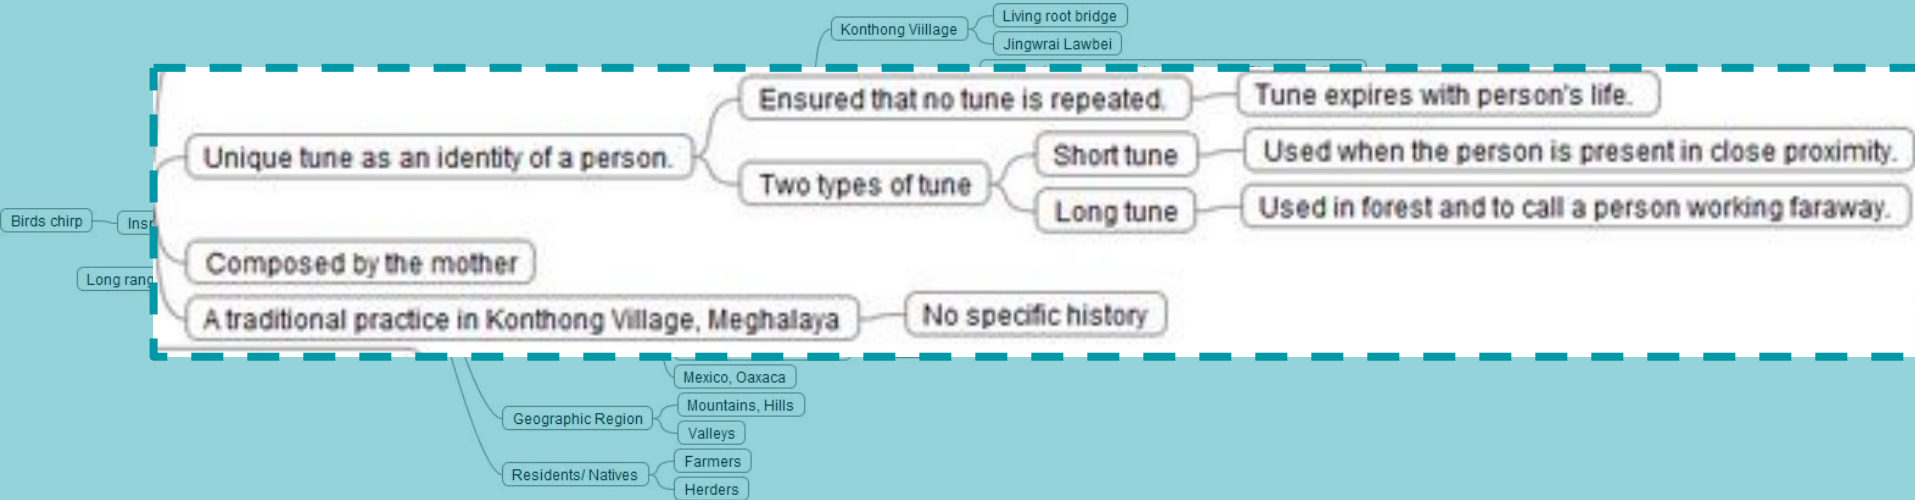 Konthong Viillage
Living root bridge
Jingwrai Lawbei
Unique tune as an identity of a person.
Ensured that no tune is repeated.
Tune expires with person's life.
Two types of tune
Short tune
Used when the person is present in close proximity.
Long tune
Used in forest and to call a person working faraway.
Birds chirp
Composed by the mother
Long
A traditional practice in Konthong Village, Meghalaya
No specific history
Mexico, Oaxaca
Geographic Region
Mountains, Hills
Valleys
Residents/ Natives
Farmers
Herders